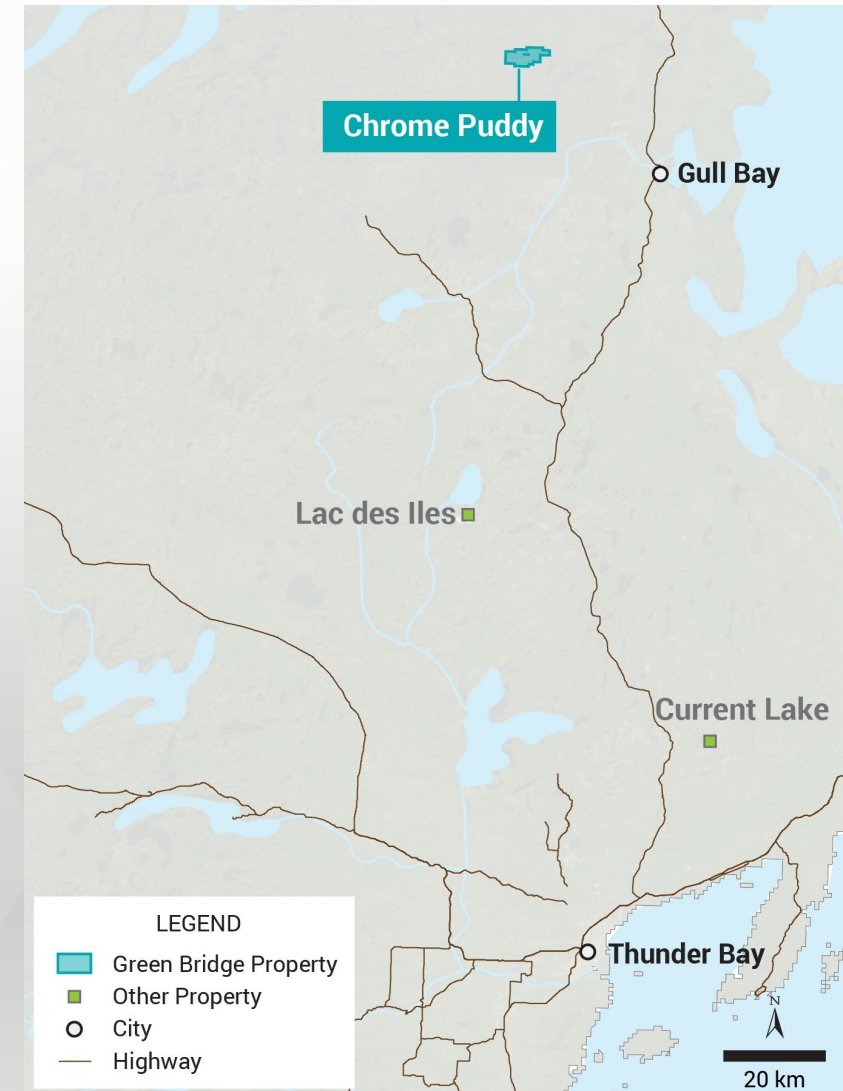 Chrome Puddy
Gull Bay
Lac des Iles
Current Lake
Thunder Bay
LEGEND
Green Bridge Property
Other Property
City
Highway
N
20 km